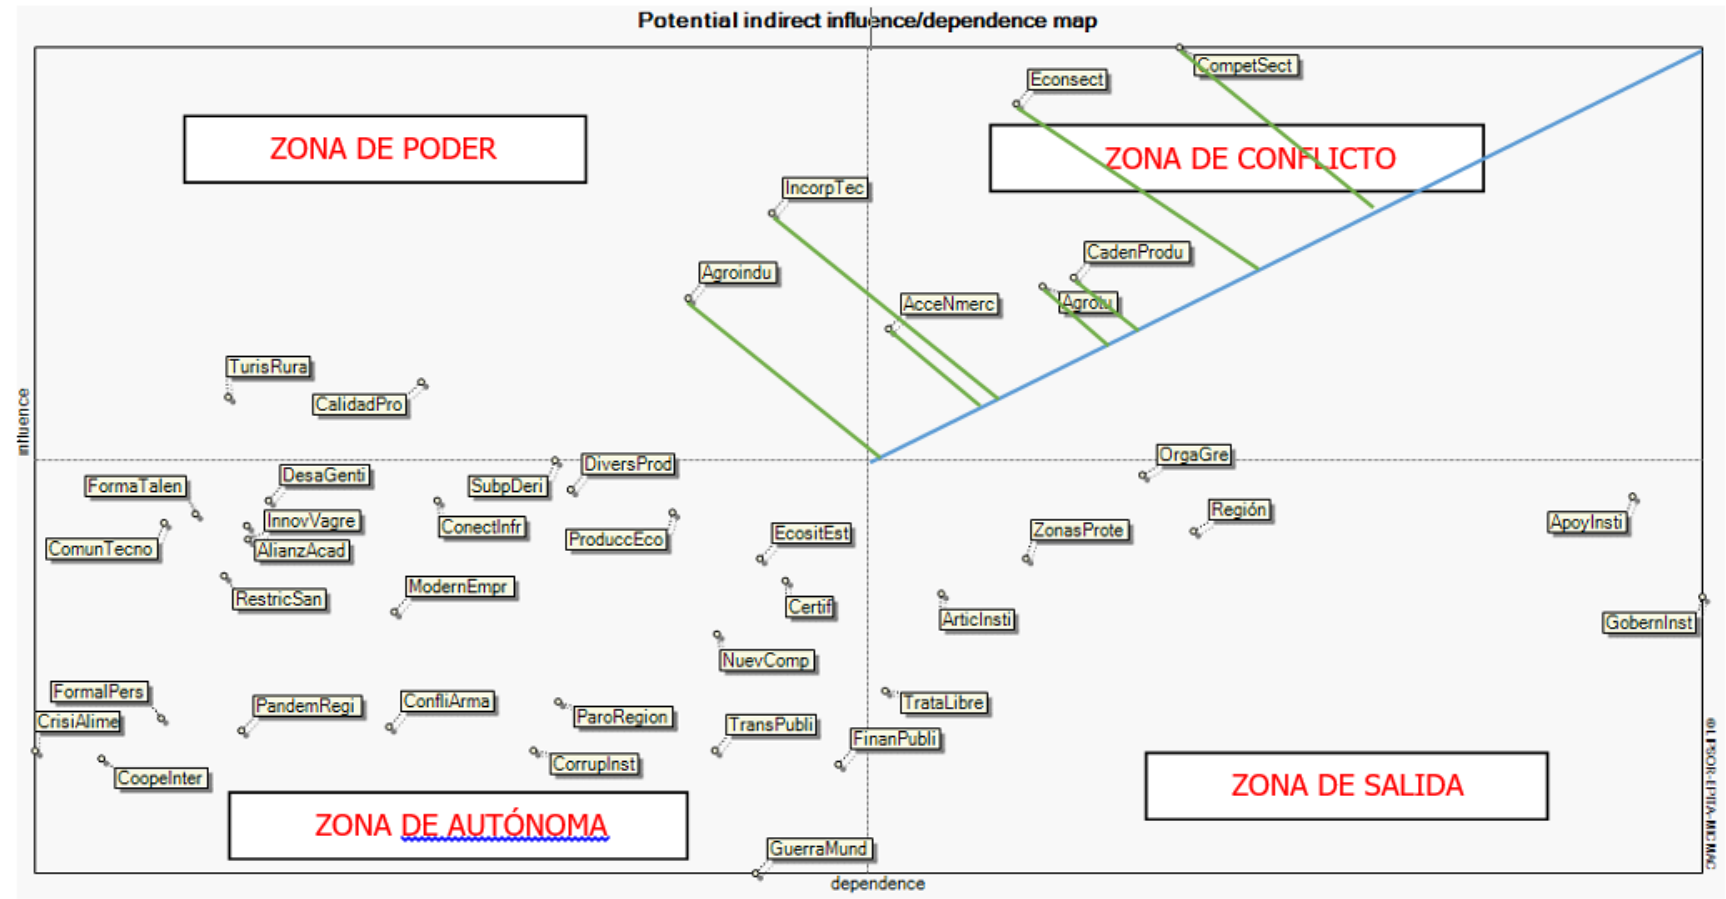 Potential indirect influence/dependence map
CompetSect
Econsect
ZONA DE PODER
ZONA DE CONFLICTO
IncorpTec
CadenProdu
Agroindu
AcceNmerc
Agrotu
TurisRura
CalidadPro
influence
OrgaGre
DiversProd
DesaGenti
SubpDeri
FormaTalen
Región
InnovVagre
ConectInfr
ApoyInsti
ZonasProte
EcositEst
ProduccEco
ComunTecno
AlianzAcad
ModernEmpr
RestricSan
Certif
ArticInsti
GobernInst
NuevComp
FormalPers
ConfliArma
TrataLibre
PandemRegi
ParoRegion
CrisiAlime
TransPubli
FinanPubli
CorrupInst
CoopeInter
ZONA DE SALIDA
ZONA DE AUTÓNOMA
GuerraMund
dependence
© LIPSOR-EPITA-MICMAC